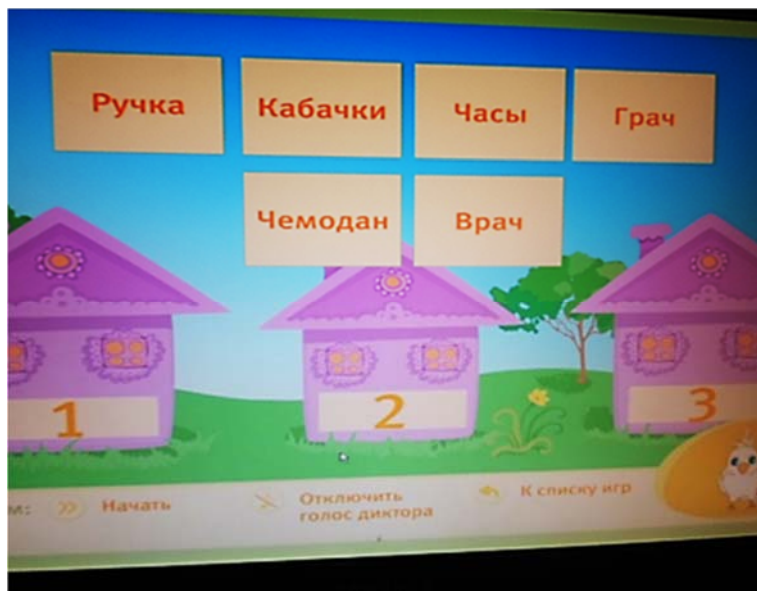 Ручка Кабачки Часы Грач
Чемодан Врач
1 2 3
Начать
Отключить
голос диктора
К списку игр